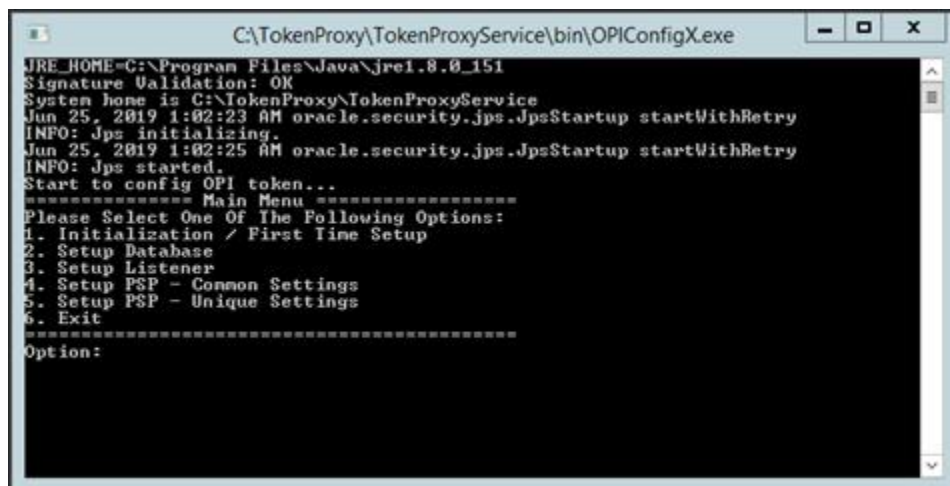 C:\TokenProxy\TokenProxyService\bin\OPIConfigX.exe
JRE_HOME=C:\Program Files\Java\jre1.8.0_151
Signature Validation: OK
System home is C:\TokenProxy\TokenProxyService
Jun 25, 2019 1:02:23 AM oracle.security.jps.JpsStartup startWithRetry
INFO: Jps initializing.
Jun 25, 2019 1:02:25 AM oracle.security.jps.JpsStartup startWithRetry
INFO: Jps started.
Start to config OPI token...
=============== Main Menu ==================
Please Select One Of The Following Options:
1. Initialization / First Time Setup
2. Setup Database
3. Setup Listener
4. Setup PSP - Common Settings
5. Setup PSP - Unique Settings
6. Exit
============================================
Option: